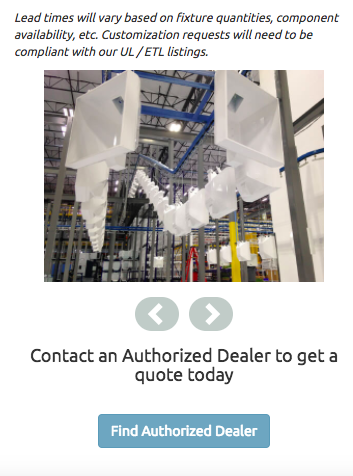 Lead times will vary based on fixture quantities, component
availability, etc. Customization requests will need to be
compliant with our UL / ETL listings.
Contact an Authorized Dealer to get a
quote today
Find Authorized Dealer